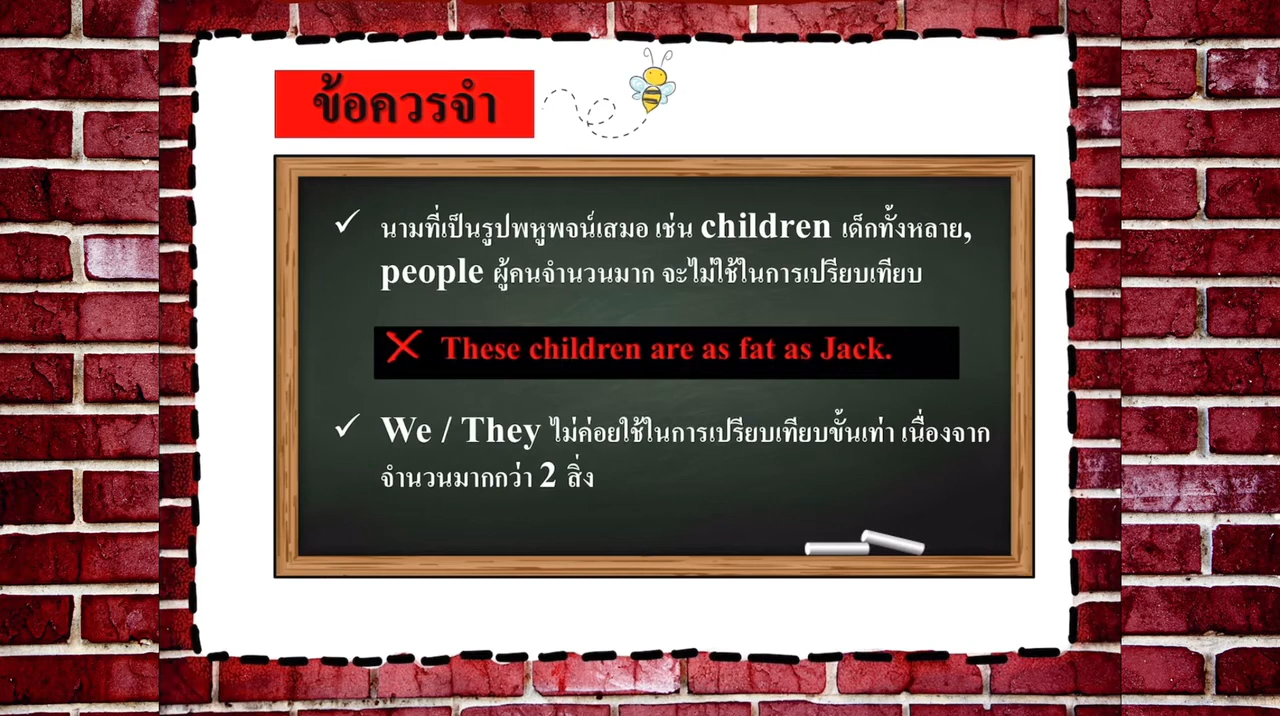 ข้อควรจำ
✓ นามที่เป็นรูปพหูพจน์เสมอ เช่น children เด็กทั้งหลาย,
people ผู้คนจำนวนมาก จะไม่ใช้ในการเปรียบเทียบ
✗ These children are as fat as Jack.
✓ We / They ไม่ค่อยใช้ในการเปรียบเทียบขั้นเท่า เนื่องจาก
จำนวนมากกว่า 2 สิ่ง